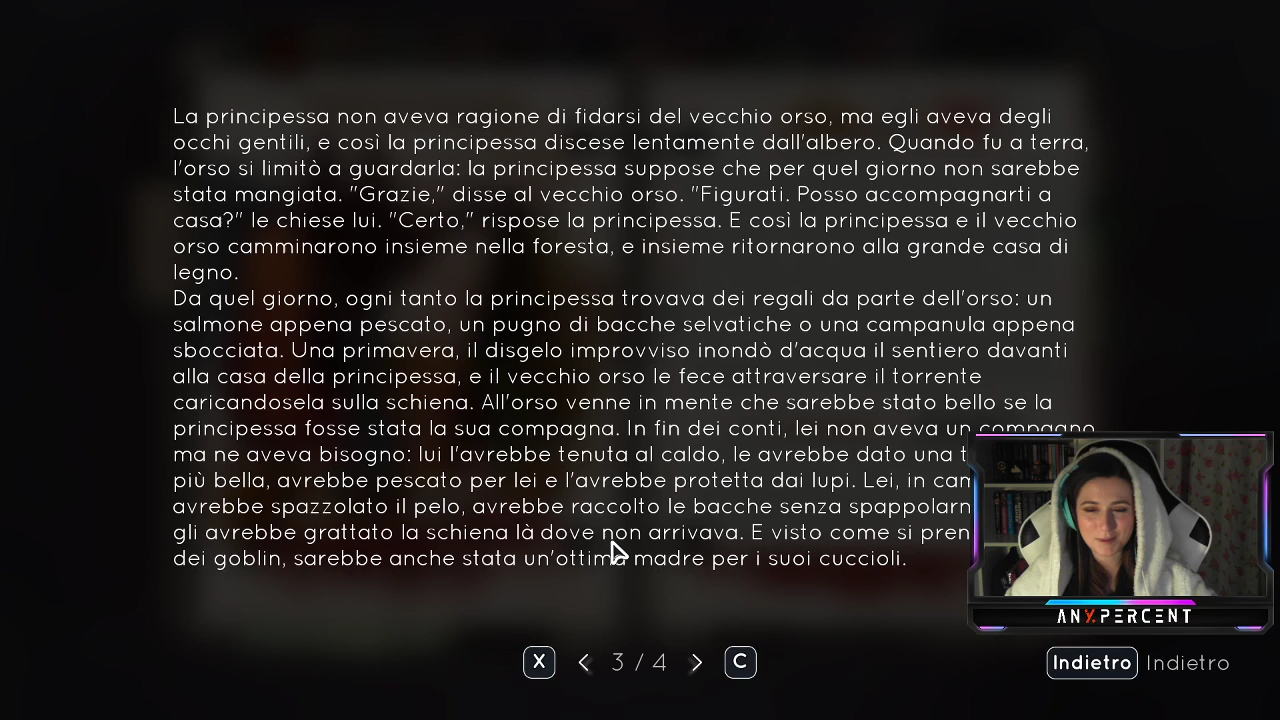 La principessa non aveva ragione di fidarsi del vecchio orso, ma egli aveva degli
occhi gentili, e così la principessa discese lentamente dall'albero. Quando fu a terra,
l'orso si limitò a guardarla: la principessa suppose che per quel giorno non sarebbe
stata mangiata. "Grazie," disse al vecchio orso. "Figurati. Posso accompagnarti a
casa?" le chiese lui. "Certo," rispose la principessa. E così la principessa e il vecchio
orso camminarono insieme nella foresta, e insieme ritornarono alla grande casa di
legno.
Da quel giorno, ogni tanto la principessa trovava dei regali da parte dell'orso: un
salmone appena pescato, un pugno di bacche selvatiche o una campanula appena
sbocciata. Una primavera, il disgelo improvviso inondò d'acqua il sentiero davanti
alla casa della principessa, e il vecchio orso le fece attraversare il torrente
caricandosela sulla schiena. All'orso venne in mente che sarebbe stato bello se la
principessa fosse stata la sua compagna. In fin dei conti, lei non aveva un compagno
ma ne aveva bisogno: lui l'avrebbe tenuta al caldo, le avrebbe dato una
più bella, avrebbe pescato per lei e l'avrebbe protetta dai lupi. Lei, in
avrebbe spazzolato il pelo, avrebbe raccolto le bacche senza
gli avrebbe grattato la schiena là dove non arrivava. E visto come si
dei goblin, sarebbe anche stata un'ottima madre per i suoi cuccioli.
ANY.PERCENT
X < 3 / 4 > C
Indietro Indietro